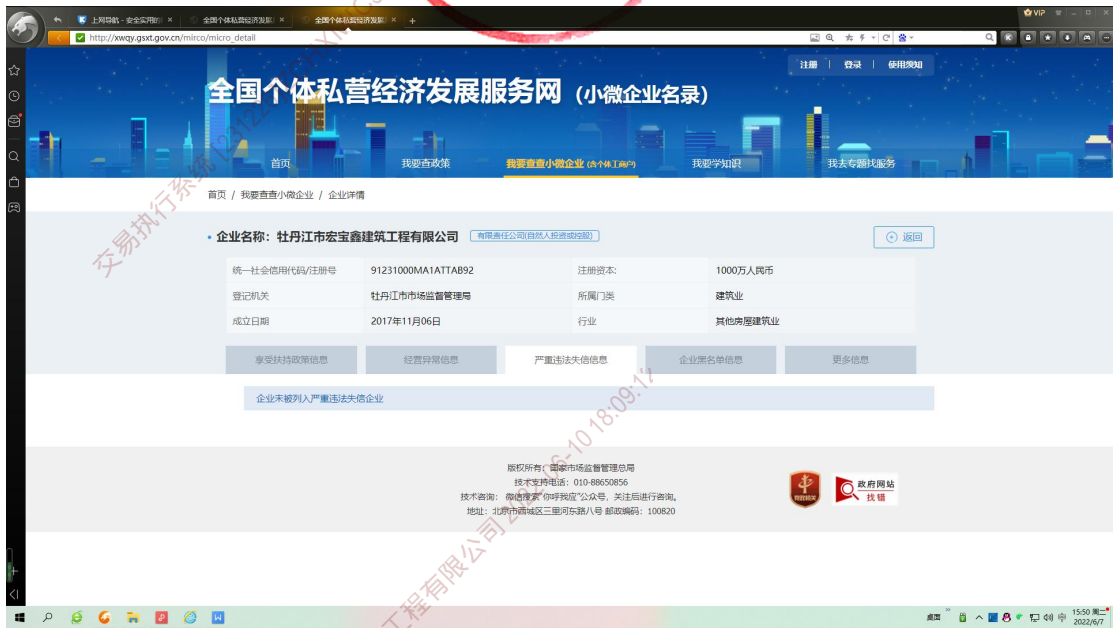 上网导航 - 安全实用的
全国个体私营经济发展
全国个体私营经济发展
VIP
http://xwqy.gsxt.gov.cn/mirco/micro_detail
注册 | 登录 | 使用须知
全国个体私营经济发展服务网 (小微企业名录)
首页
我要查政策
我要查小微企业 (含个体工商户)
我要学知识
我去专题找服务
首页 / 我要查查小微企业 / 企业详情
企业名称：牡丹江市宏宝鑫建筑工程有限公司
有限责任公司(自然人投资或控股)
返回
统一社会信用代码/注册号 91231000MA1ATTAB92 注册资本: 1000万人民币
登记机关 牡丹江市市场监督管理局 所属门类 建筑业
成立日期 2017年11月06日 行业 其他房屋建筑业
享受扶持政策信息 经营异常信息 严重违法失信信息 企业黑名单信息 更多信息
企业未被列入严重违法失信企业
版权所有：国家市场监督管理总局
技术支持电话：010-88650856
技术咨询： 微信搜索“你呼我应”公众号，关注后进行咨询。
地址：北京市西城区三里河东路八号 邮政编码：100820
政府网站
找错
交易执行系统
工程有限公司 2022-06-10 18:09:12
桌面
中
15:50 周二
2022/6/7